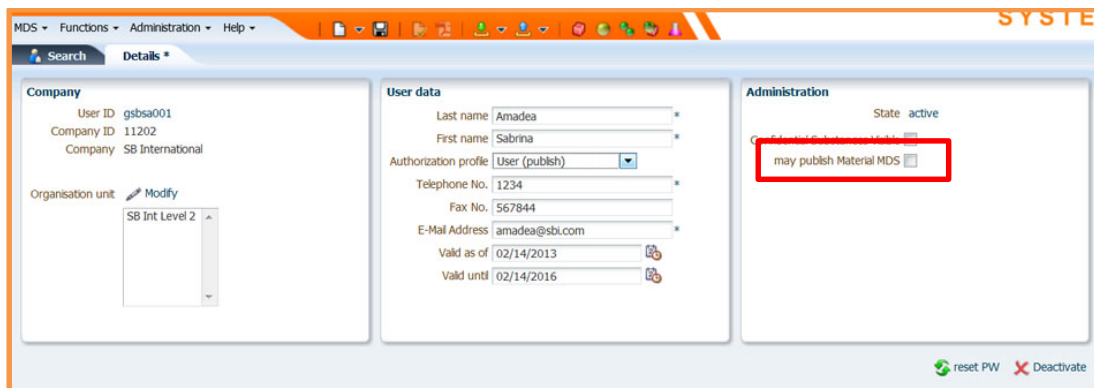 MDS Functions Administration Help
SYSTE
Search Details *
Company
User ID gsbsa001
Company ID 11202
Company SB International
Organisation unit Modify
SB Int Level 2
User data
Last name Amadea *
First name Sabrina *
Authorization profile User (publish)
Telephone No. 1234 *
Fax No. 567844
E-Mail Address amadea@sbi.com *
Valid as of 02/14/2013
Valid until 02/14/2016
Administration
State active
Confidential Substances Visible
may publish Material MDS
reset PW Deactivate